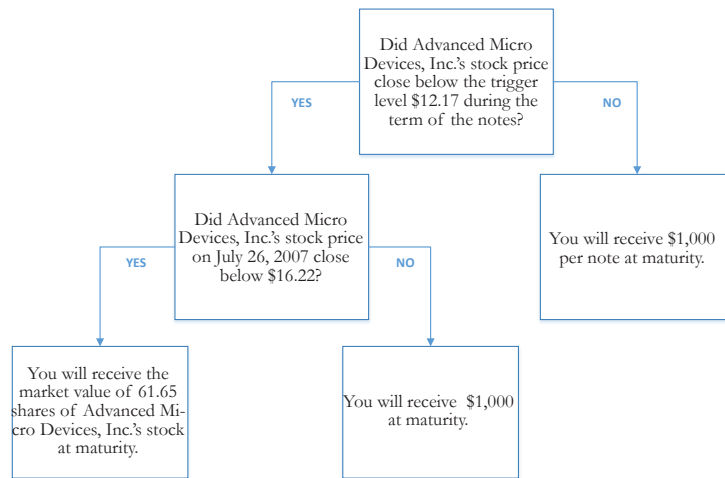 Did Advanced Micro
Devices, Inc.'s stock price
close below the trigger
level $12.17 during the
term of the notes?
YES
NO
Did Advanced Micro
Devices, Inc.'s stock price
on July 26, 2007 close
below $16.22?
You will receive $1,000
per note at maturity.
YES
NO
You will receive the
market value of 61.65
shares of Advanced Mi-
cro Devices, Inc.'s stock
at maturity.
You will receive $1,000
at maturity.